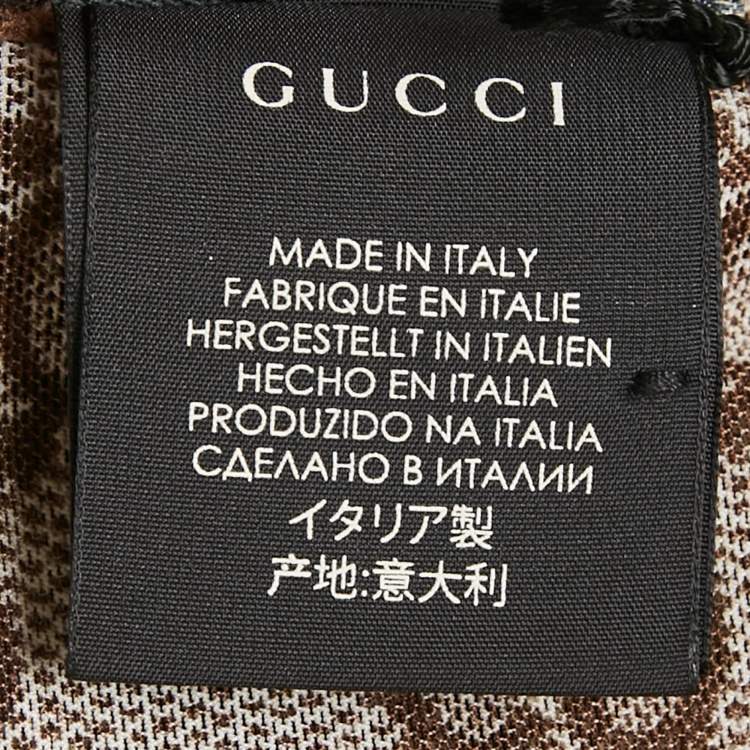 GUCCI
MADE IN ITALY
FABRIQUE EN ITALIE
HERGESTELLT IN ITALIEN
HECHO EN ITALIA
PRODUZIDO NA ITALIA
СДЕЛАНО В ИТАЛИИ
イタリア製
产地:意大利